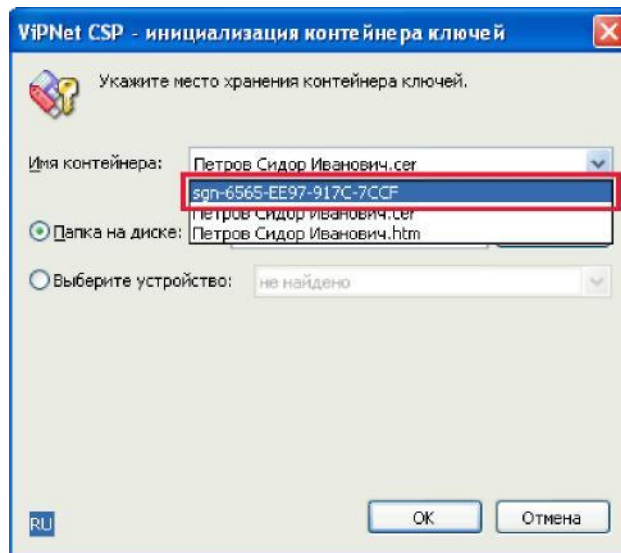 ViPNet CSP - инициализация контейнера ключей
Укажите место хранения контейнера ключей.
Имя контейнера:
Петров Сидор Иванович.cer
sgn-6565-EE97-917C-7CCF
Петров Сидор Иванович.cer
Папка на диске:
Петров Сидор Иванович.htm
Выберите устройство:
не найдено
RU
OK
Отмена